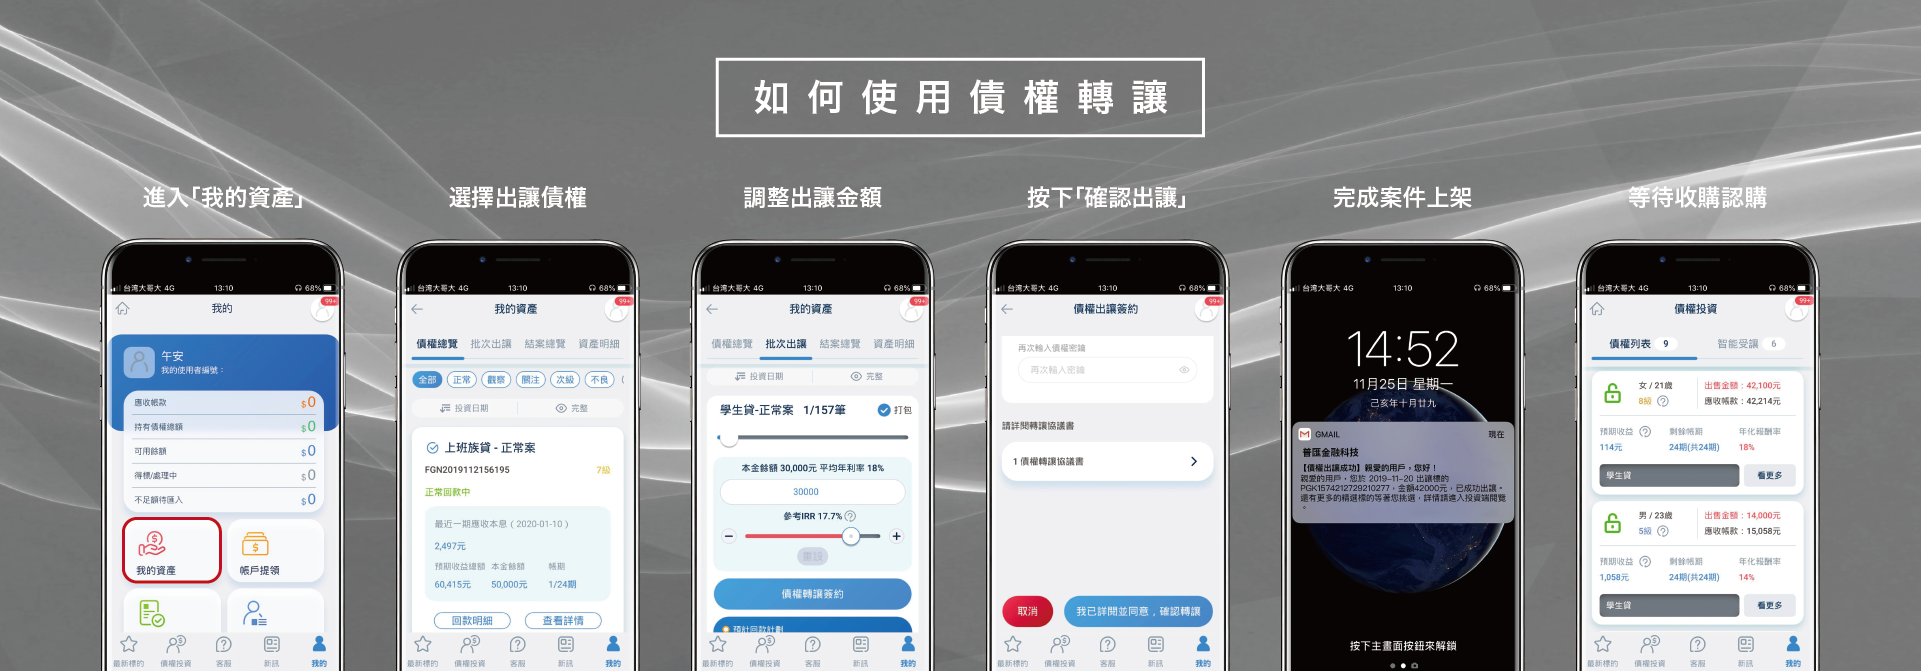 如何使用債權轉讓
進入「我的資產」
台湾大哥大 4G 13:10 68%
我的
99+
午安
我的使用者編號：
應收帳款 $0
持有債權總額 $0
可用餘額 $0
得標/處理中 $0
不足額待匯入 $0
我的資產 帳戶提領
最新標的 債權投資 客服 新訊 我的
選擇出讓債權
台湾大哥大 4G 13:10 68%
我的資產
99+
債權總覽 批次出讓 結案總覽 資產明細
全部 正常 觀察 關注 次級 不良
投資日期 完整
上班族貸 - 正常案
FGN2019112156195 7級
正常回款中
最近一期應收本息 ( 2020-01-10 )
2,497元
預期收益總額 本金餘額 帳期
60,415元 50,000元 1/24期
回款明細 查看詳情
最新標的 債權投資 客服 新訊 我的
調整出讓金額
台湾大哥大 4G 13:10 68%
我的資產
99+
債權總覽 批次出讓 結案總覽 資產明細
投資日期 完整
學生貸-正常案 1/157筆 打包
本金餘額 30,000元 平均年利率 18%
30000
參考IRR 17.7%
重設
債權轉讓簽約
預計回款計劃
最新標的 債權投資 客服 新訊 我的
按下「確認出讓」
台湾大哥大 4G 13:10 68%
債權出讓簽約
99+
再次輸入債權密鑰
再次輸入密鑰
請詳閱轉讓協議書
1 債權轉讓協議書
取消 我已詳閱並同意，確認轉讓
最新標的 債權投資 客服 新訊 我的
完成案件上架
台湾大哥大 4G 13:10 68%
14:52
11月25日 星期一
己亥年十月廿九
GMAIL 現在
普匯金融科技
【債權出讓成功】親愛的用戶，您好！
親愛的用戶，您於 2019-11-20 出讓標的
PGK1574212729210277，金額42000元，已成功出讓。
還有更多的精選標的等著您挑選，詳情請進入投資端閱覽
。
按下主畫面按鈕來解鎖
等待收購認購
台湾大哥大 4G 13:10 68%
債權投資
99+
債權列表 9 智能受讓 6
女 / 21歲 出售金額：42,100元
8級 應收帳款：42,214元
預期收益 剩餘帳期 年化報酬率
114元 24期(共24期) 18%
學生貸 看更多
男 / 23歲 出售金額：14,000元
5級 應收帳款：15,058元
預期收益 剩餘帳期 年化報酬率
1,058元 24期(共24期) 14%
學生貸 看更多
最新標的 債權投資 客服 新訊 我的